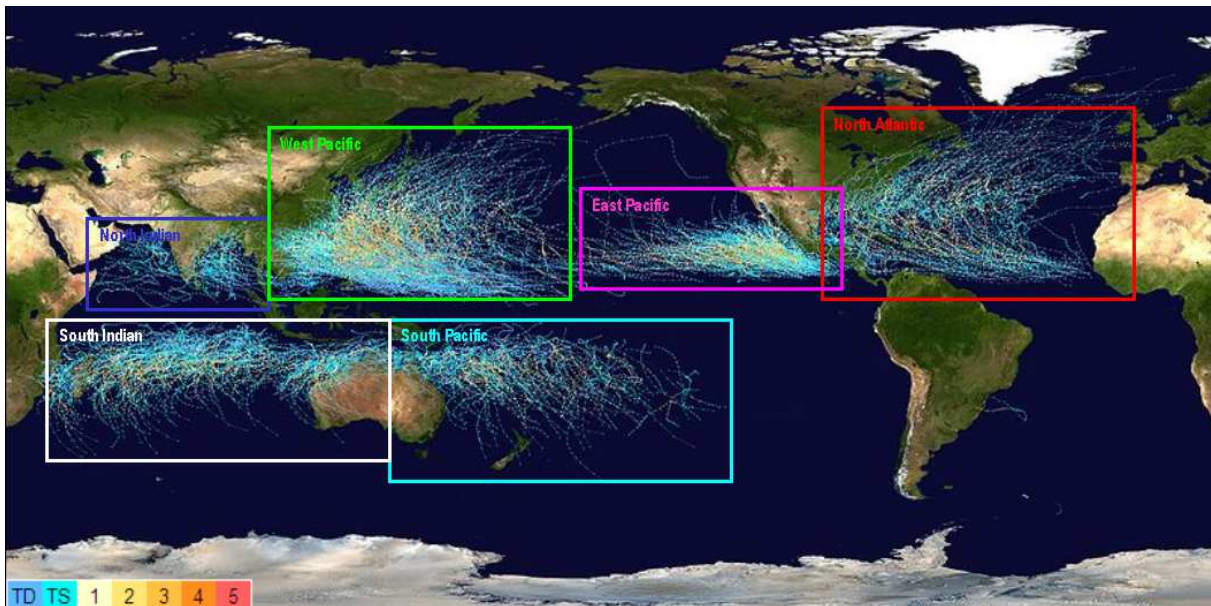 North Atlantic
West Pacific
East Pacific
North Indian
South Indian
South Pacific
TD TS 1 2 3 4 5